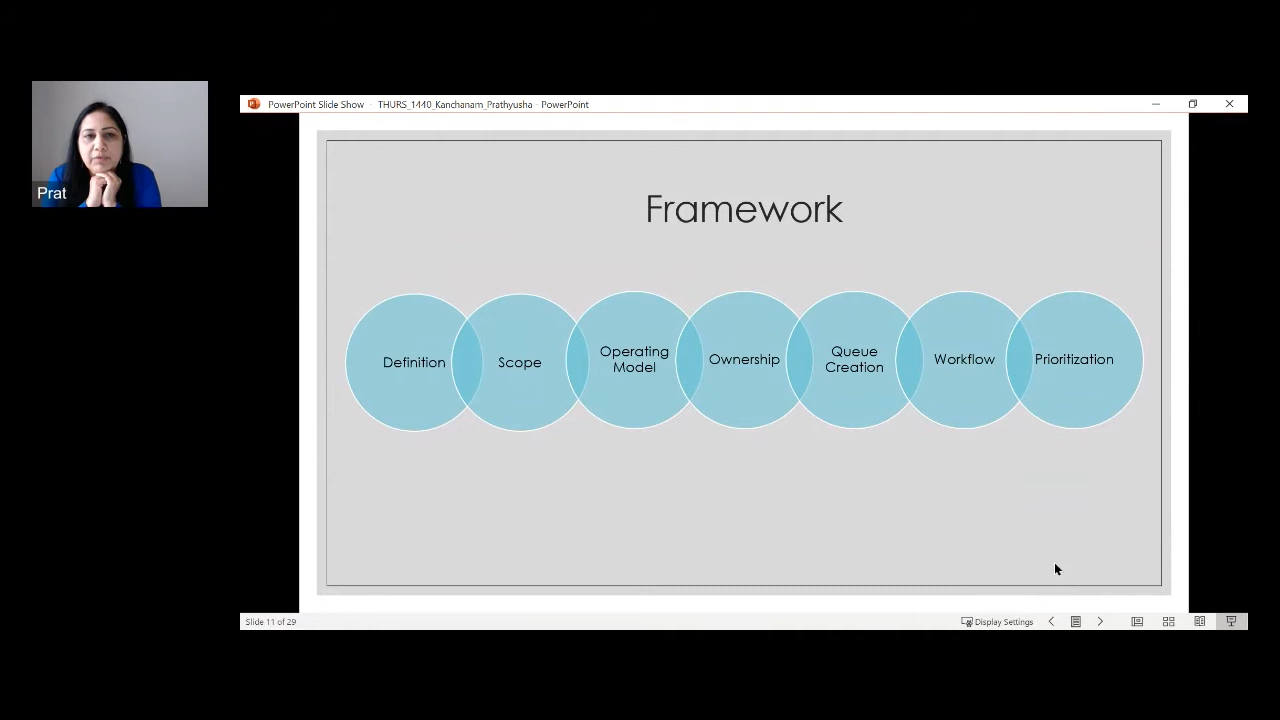 PowerPoint Slide Show - THURS_1440_Kanchanam_Prathyusha - PowerPoint
Prat
Framework
Definition
Scope
Operating
Model
Ownership
Queue
Creation
Workflow
Prioritization
Slide 11 of 29
Display Settings